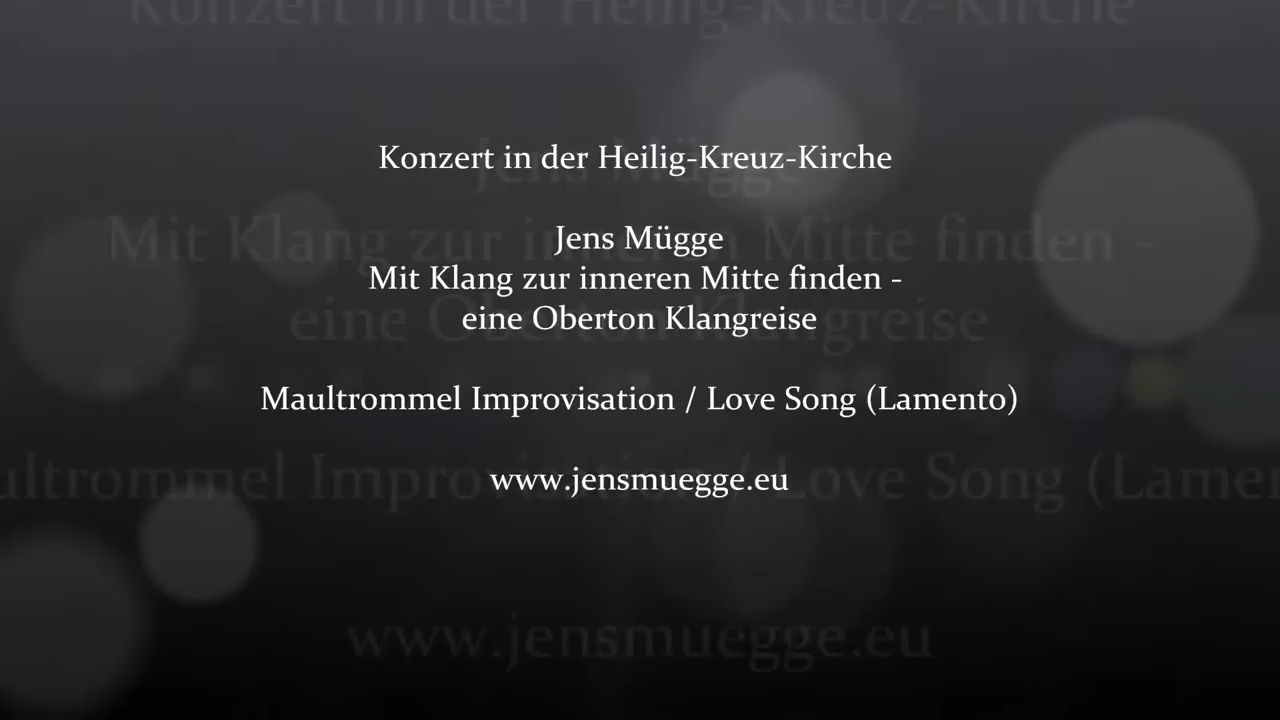 Konzert in der Heilig-Kreuz-Kirche
Jens Mügge
Mit Klang zur inneren Mitte finden -
eine Oberton Klangreise
Maultrommel Improvisation / Love Song (Lamento)
www.jensmuegge.eu